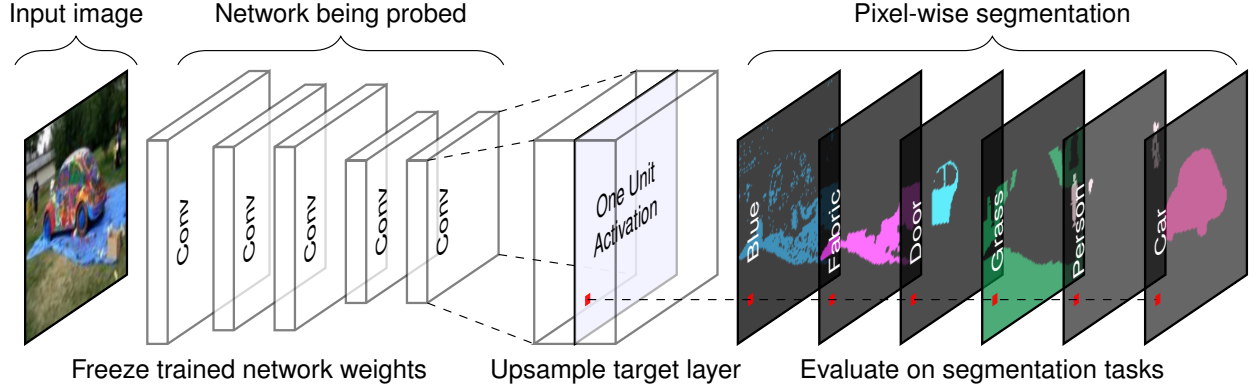 Input image
Network being probed
Pixel-wise segmentation
Conv
Conv
Conv
Conv
Conv
One Unit
Activation
Blue
Fabric
Door
Grass
Person
Car
Freeze trained network weights
Upsample target layer
Evaluate on segmentation tasks